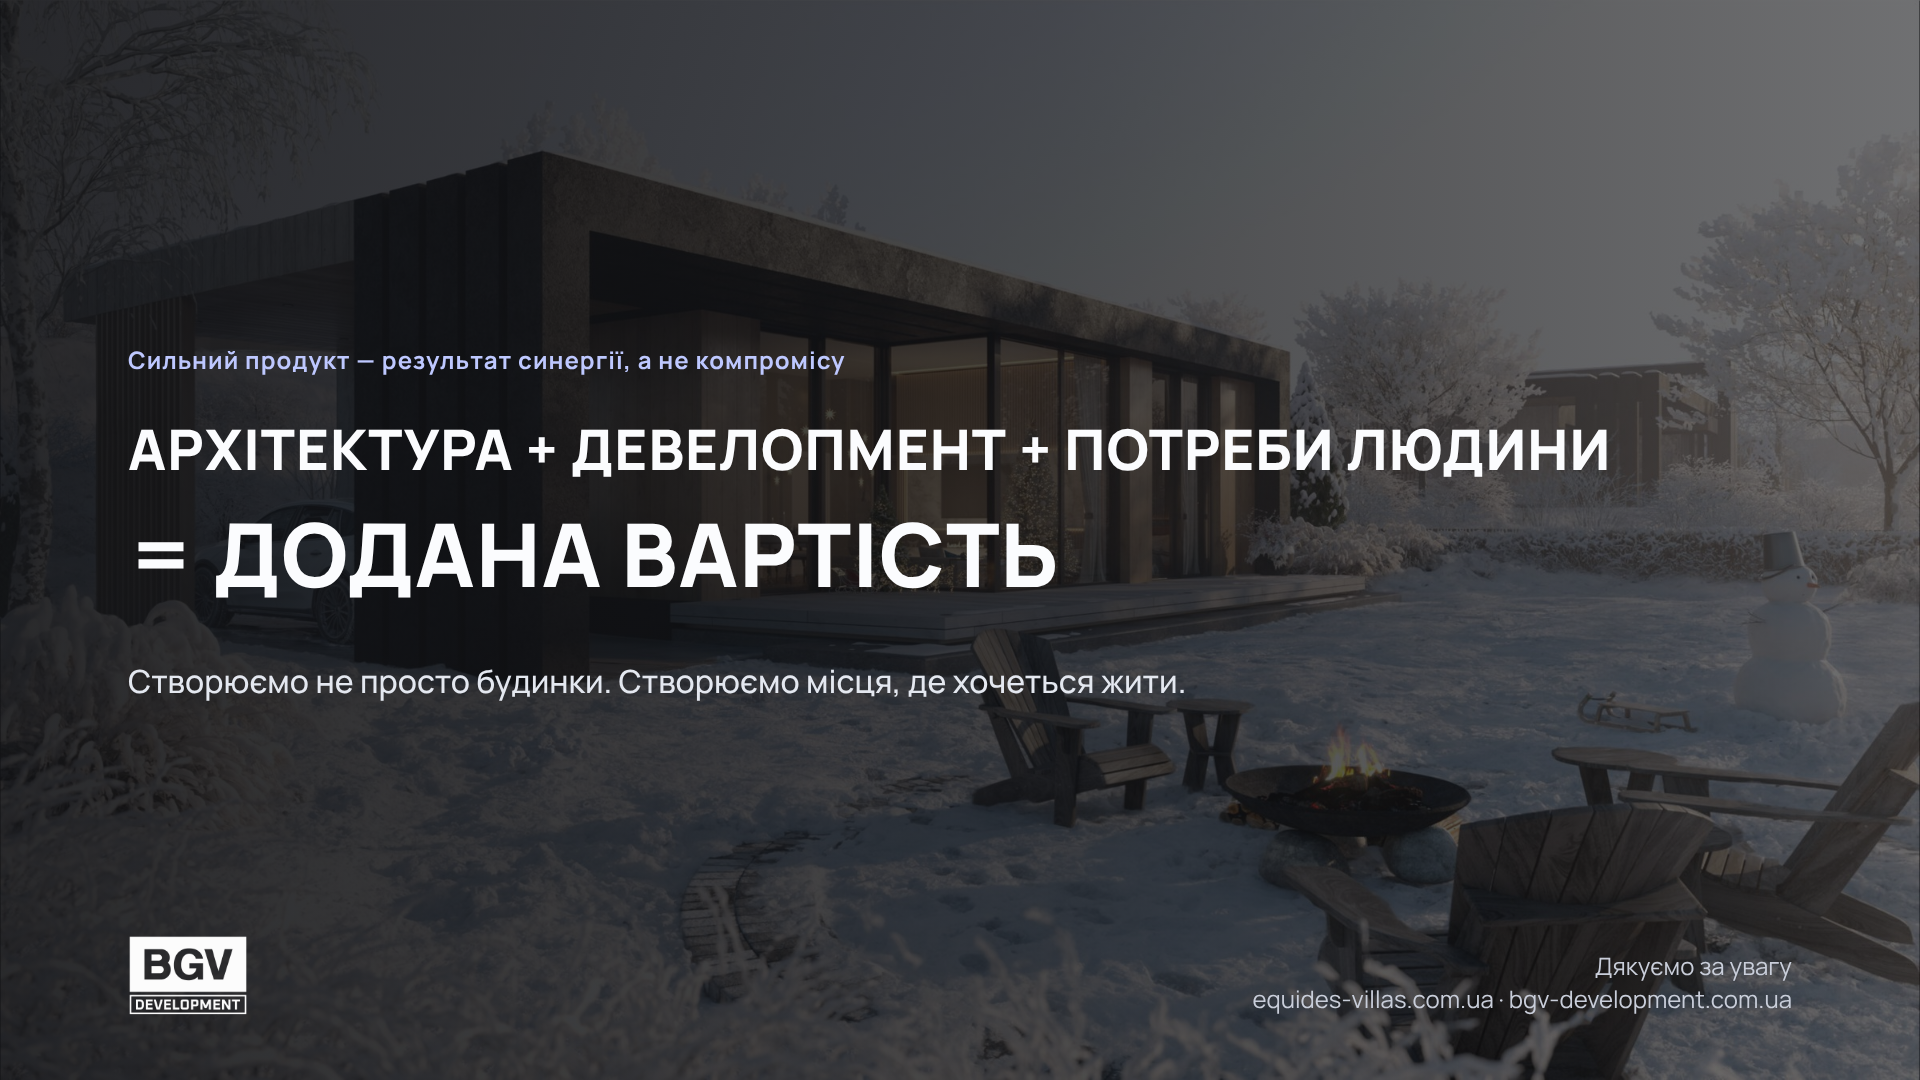 Сильний продукт — результат синергії, а не компромісу
АРХІТЕКТУРА + ДЕВЕЛОПМЕНТ + ПОТРЕБИ ЛЮДИНИ
= ДОДАНА ВАРТІСТЬ
Створюємо не просто будинки. Створюємо місця, де хочеться жити.
BGV
DEVELOPMENT
Дякуємо за увагу
equides-villas.com.ua · bgv-development.com.ua